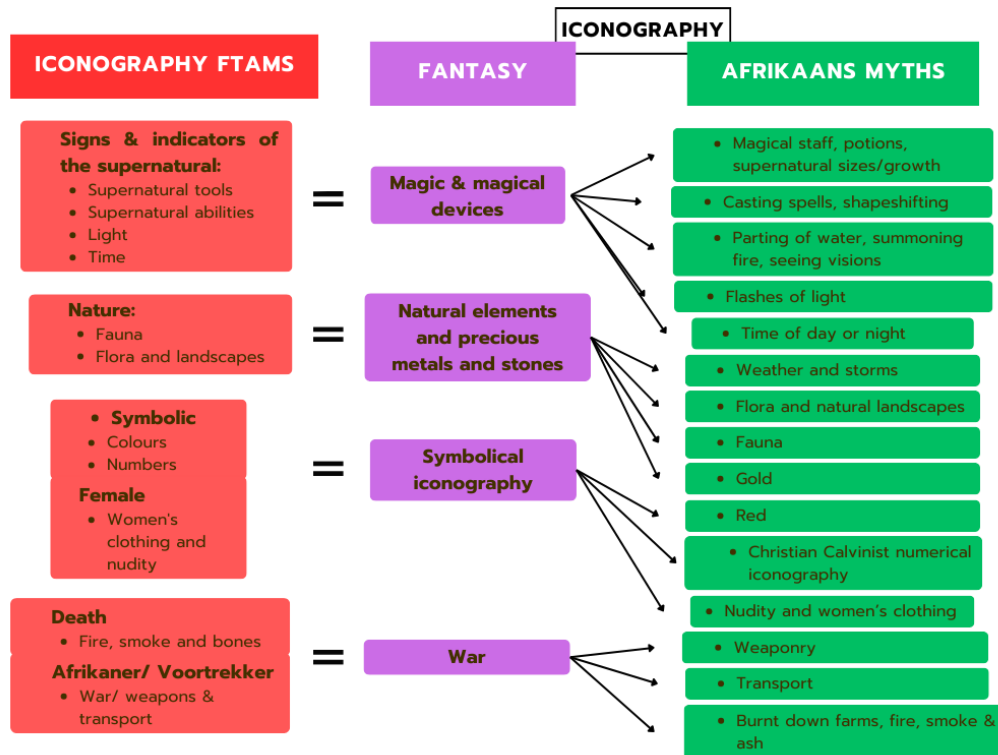 ICONOGRAPHY
ICONOGRAPHY FTAMS
FANTASY
AFRIKAANS MYTHS
Signs & indicators of
the supernatural:
• Supernatural tools
• Supernatural abilities
• Light
• Time
=
Magic & magical
devices
• Magical staff, potions,
supernatural sizes/growth
• Casting spells, shapeshifting
• Parting of water, summoning
fire, seeing visions
• Flashes of light
• Time of day or night
Nature:
• Fauna
• Flora and landscapes
=
Natural elements
and precious
metals and stones
• Weather and storms
• Flora and natural landscapes
• Fauna
• Gold
• Symbolic
• Colours
• Numbers
Female
• Women's
clothing and
nudity
=
Symbolical
iconography
• Red
• Christian Calvinist numerical
iconography
• Nudity and women’s clothing
Death
• Fire, smoke and bones
Afrikaner/ Voortrekker
• War/ weapons &
transport
=
War
• Weaponry
• Transport
• Burnt down farms, fire, smoke &
ash